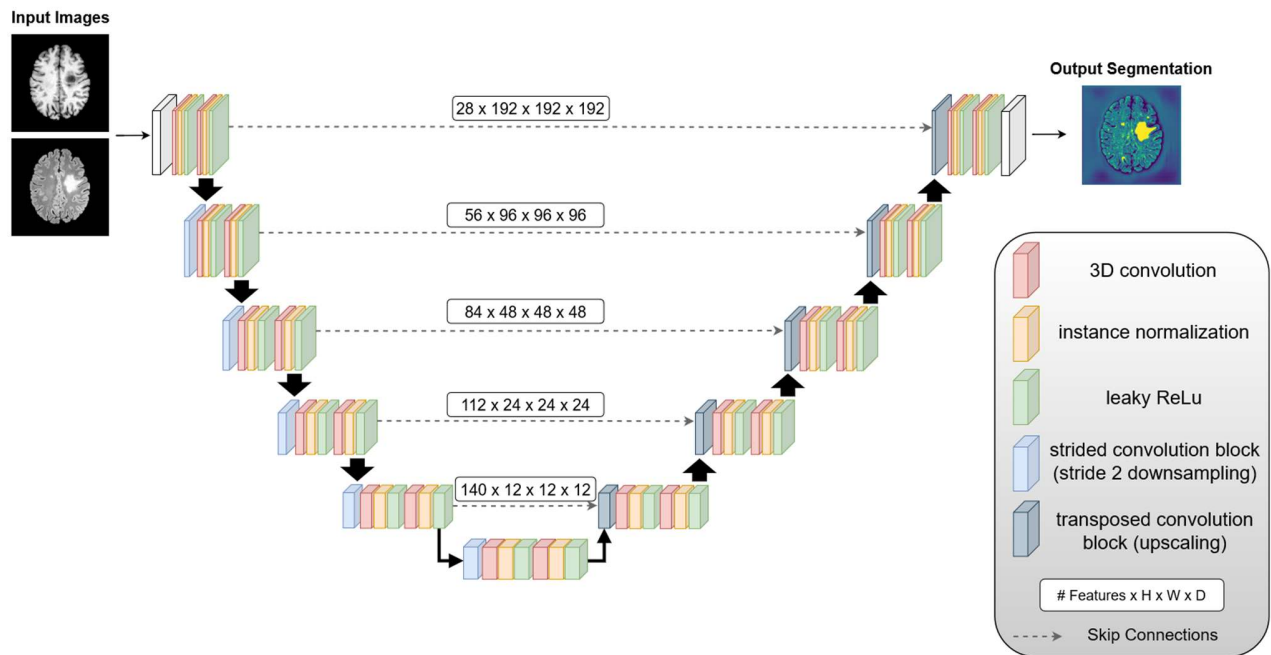 Input Images
Output Segmentation
28 x 192 x 192 x 192
56 x 96 x 96 x 96
84 x 48 x 48 x 48
112 x 24 x 24 x 24
140 x 12 x 12 x 12
3D convolution
instance normalization
leaky ReLu
strided convolution block
(stride 2 downsampling)
transposed convolution
block (upscaling)
# Features x H x W x D
Skip Connections